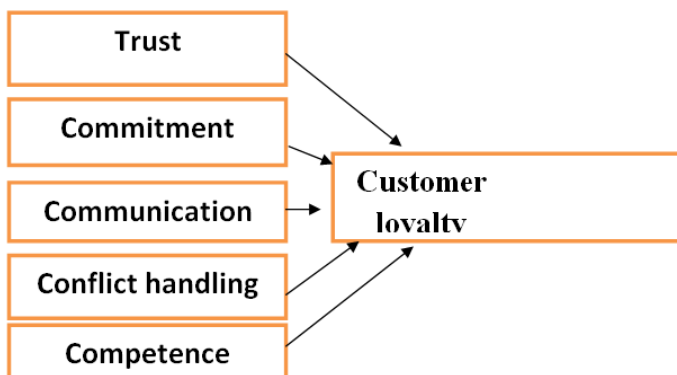 Trust
Commitment
Customer
Communication
loyalty
Conflict handling
Competence